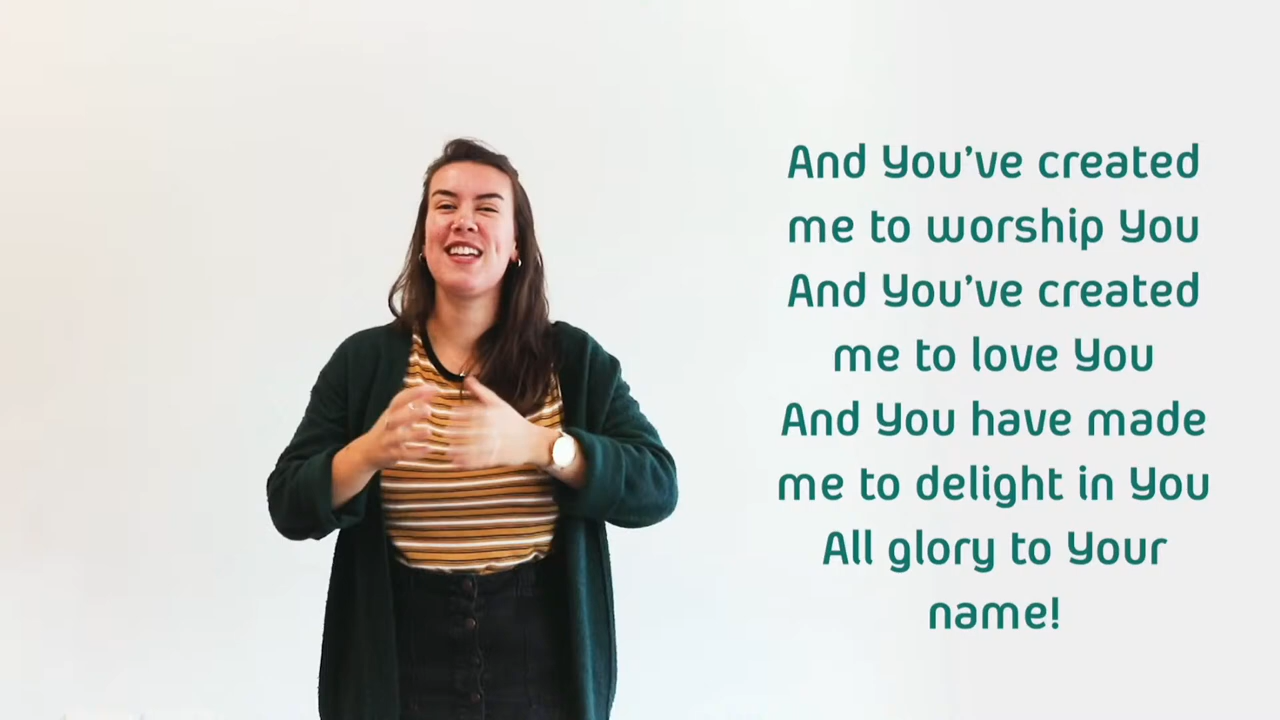 And You've created
me to worship You
And You've created
me to love You
And You have made
me to delight in You
All glory to Your
name!